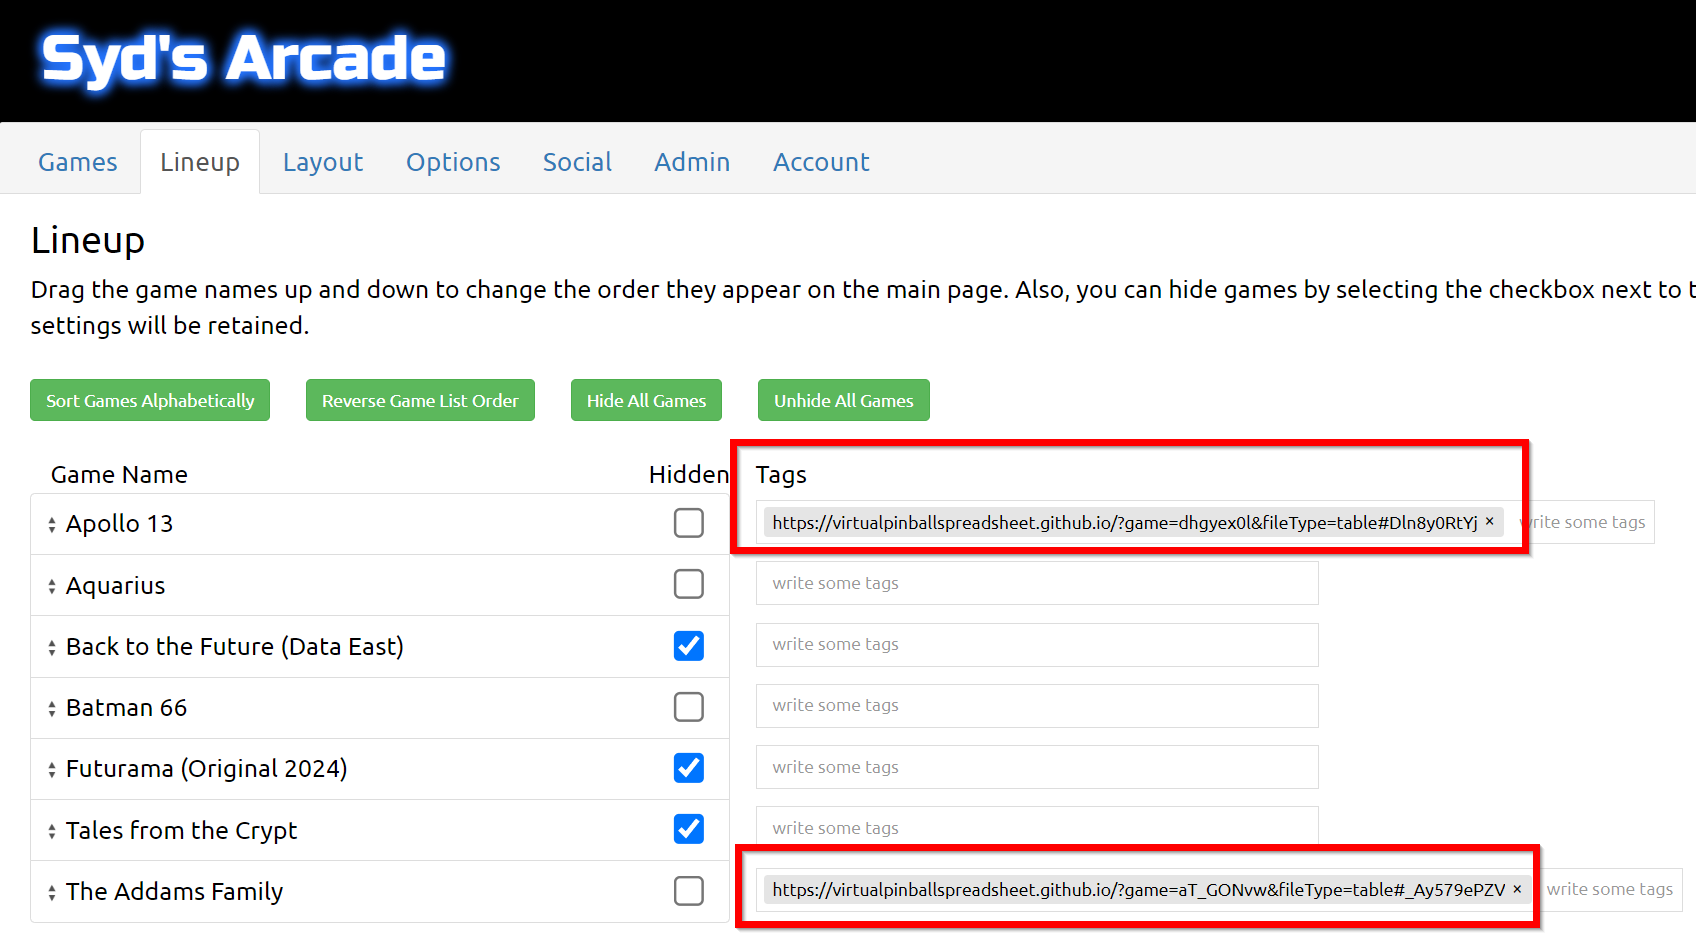 Syd's Arcade
Games Lineup Layout Options Social Admin Account
Lineup
Drag the game names up and down to change the order they appear on the main page. Also, you can hide games by selecting the checkbox next to t
settings will be retained.
Sort Games Alphabetically Reverse Game List Order Hide All Games Unhide All Games
Game Name Hidden Tags
Apollo 13 https://virtualpinballspreadsheet.github.io/?game=dhgyex0l&fileType=table#Dln8y0RtYj × write some tags
Aquarius write some tags
Back to the Future (Data East) write some tags
Batman 66 write some tags
Futurama (Original 2024) write some tags
Tales from the Crypt write some tags
The Addams Family https://virtualpinballspreadsheet.github.io/?game=aT_GONvw&fileType=table#_Ay579ePZV × write some tags